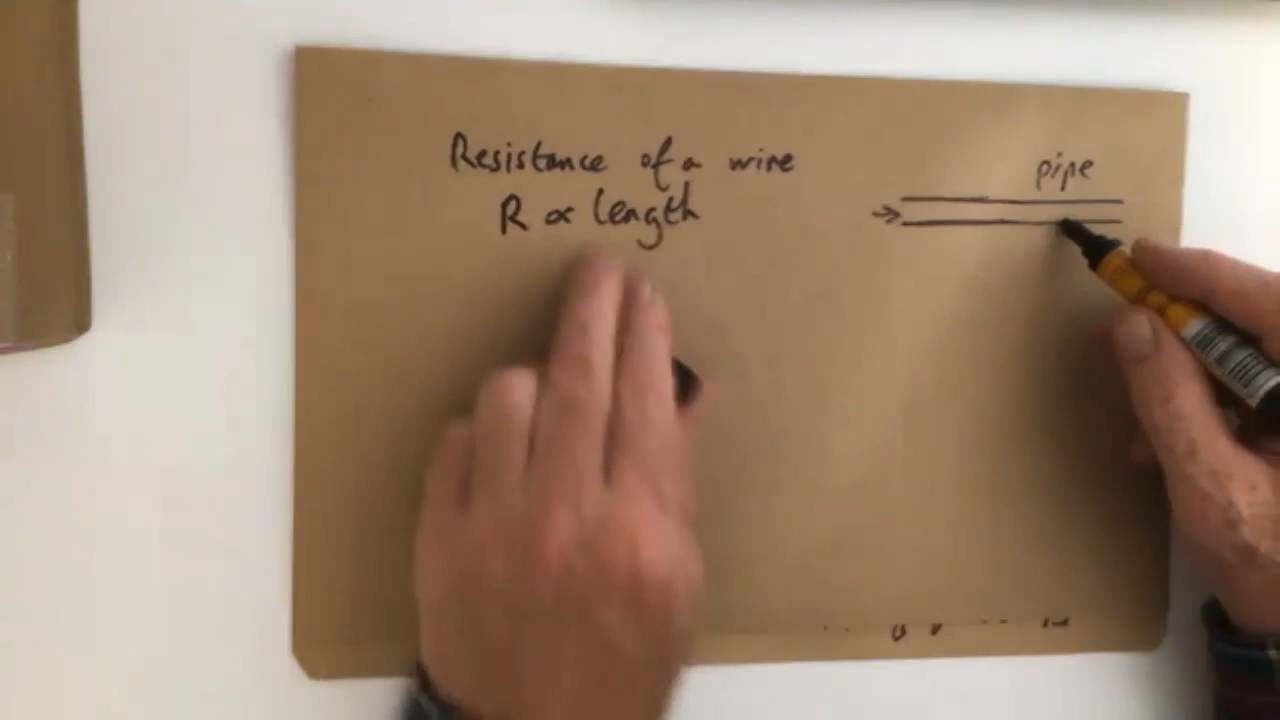 Resistance of a wire
R ∝ length
pipe